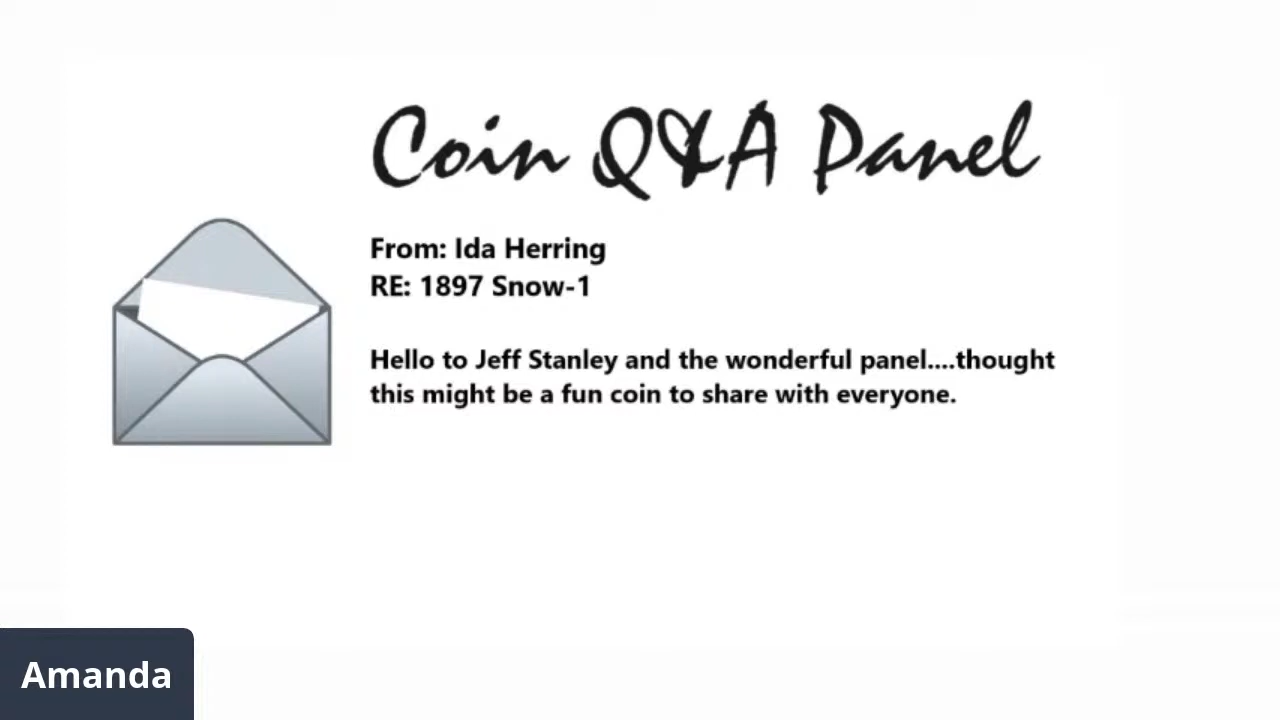 Coin Q&A Panel
From: Ida Herring
RE: 1897 Snow-1
Hello to Jeff Stanley and the wonderful panel....thought
this might be a fun coin to share with everyone.
Amanda